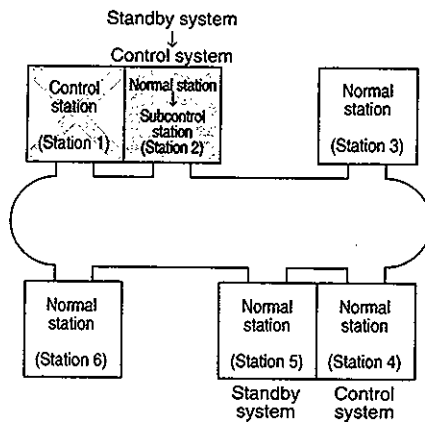 Standby system
↓
Control system
Control
station
(Station 1)
Normal station
↓
Subcontrol
station
(Station 2)
Normal
station
(Station 3)
Normal
station
(Station 6)
Normal
station
(Station 5)
Normal
station
(Station 4)
Standby
system
Control
system